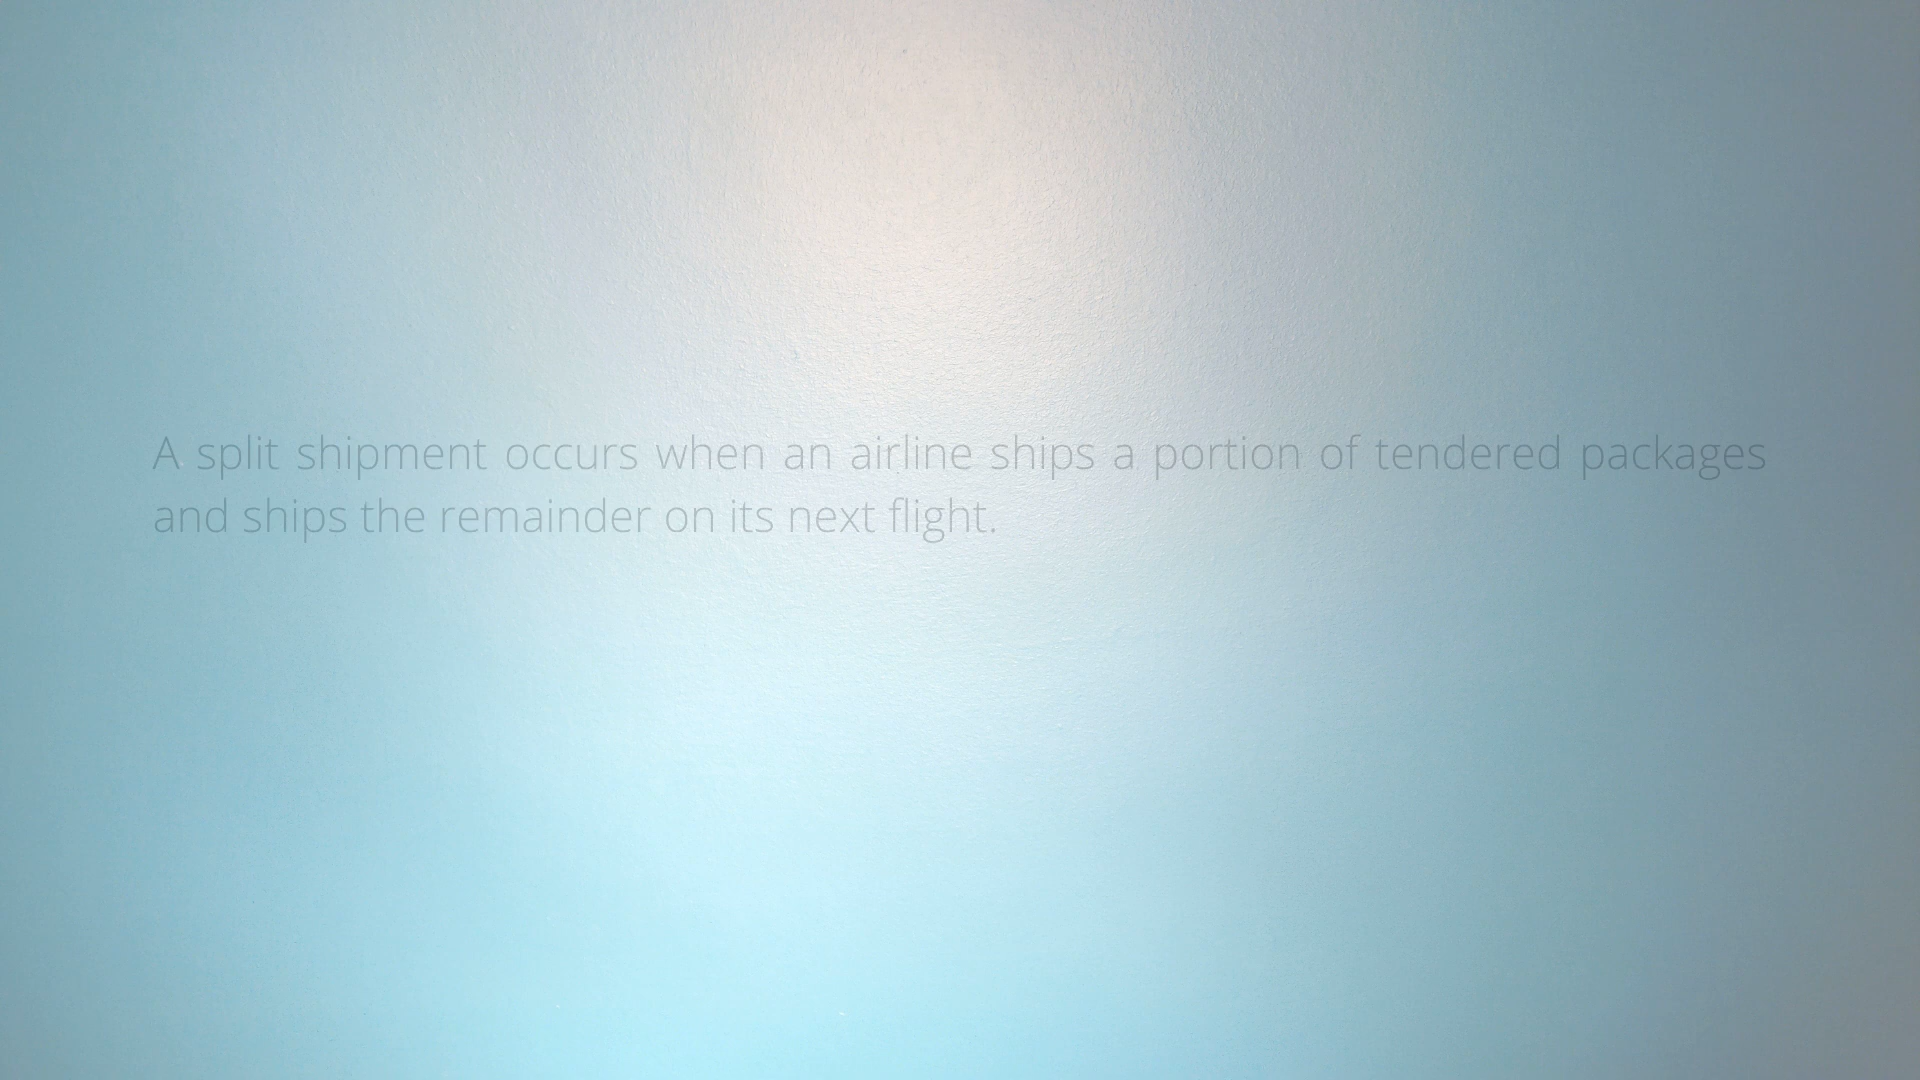 A split shipment occurs when an airline ships a portion of tendered packages
and ships the remainder on its next flight.